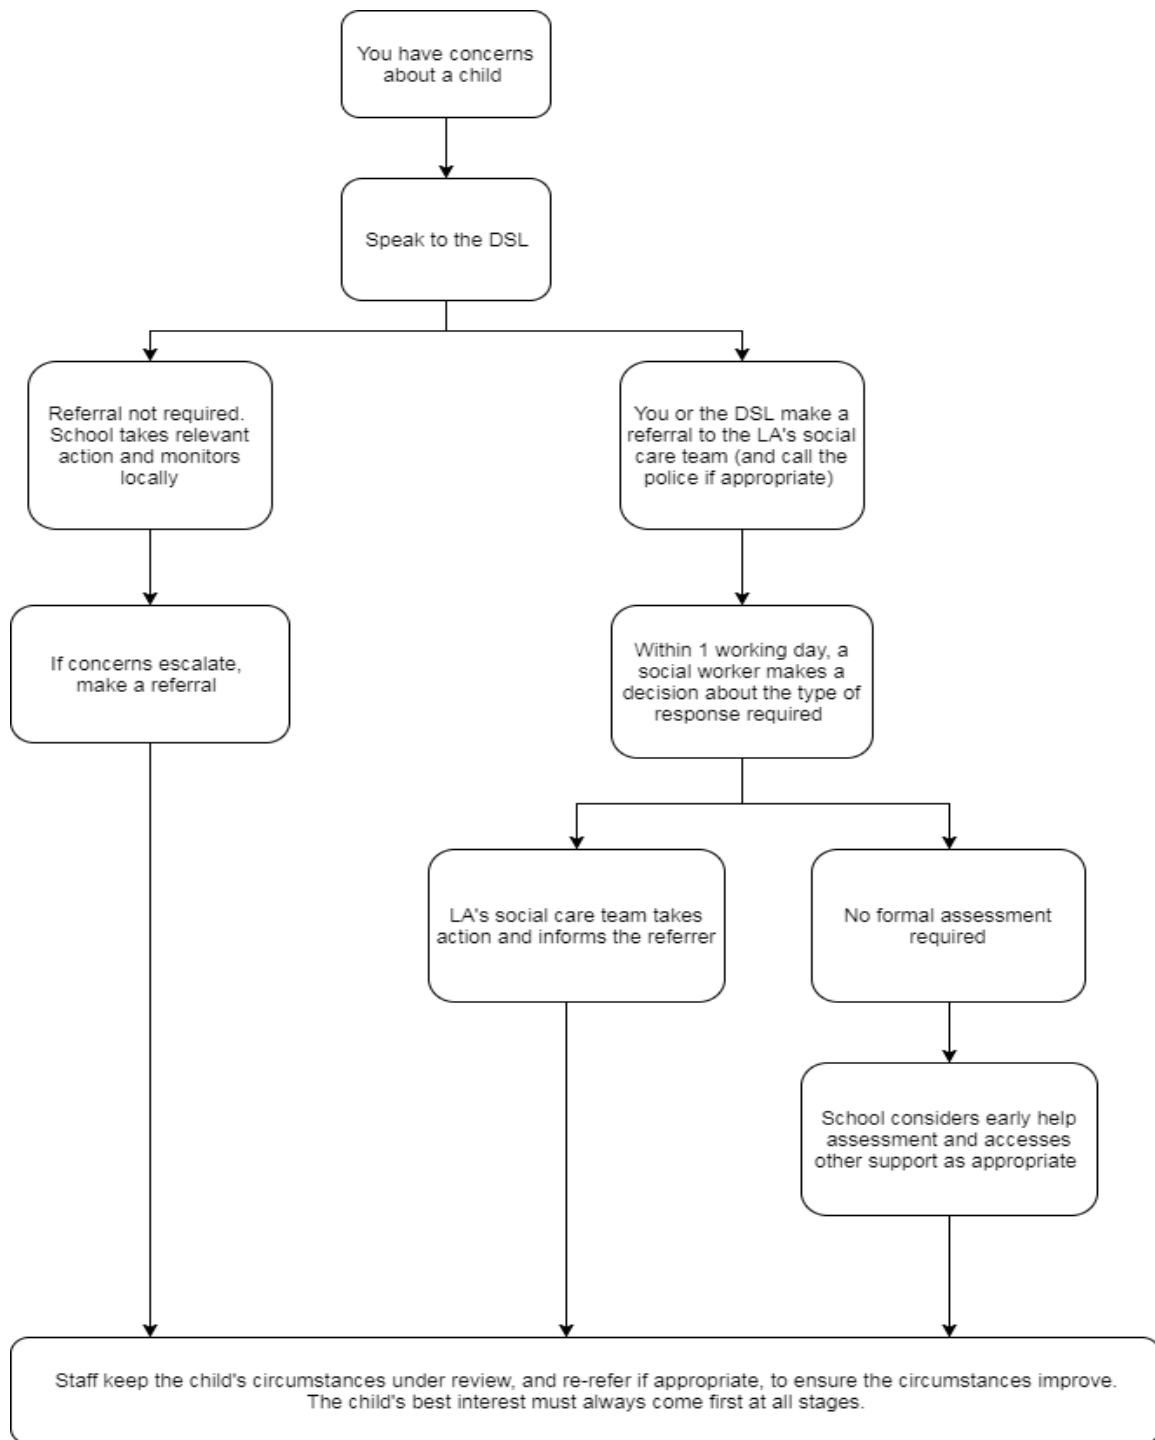 You have concerns
about a child
Speak to the DSL
Referral not required.
School takes relevant
action and monitors
locally
You or the DSL make a
referral to the LA's social
care team (and call the
police if appropriate)
If concerns escalate,
make a referral
Within 1 working day, a
social worker makes a
decision about the type of
response required
LA's social care team takes
action and informs the referrer
No formal assessment
required
School considers early help
assessment and accesses
other support as appropriate
Staff keep the child's circumstances under review, and re-refer if appropriate, to ensure the circumstances improve.
The child's best interest must always come first at all stages.